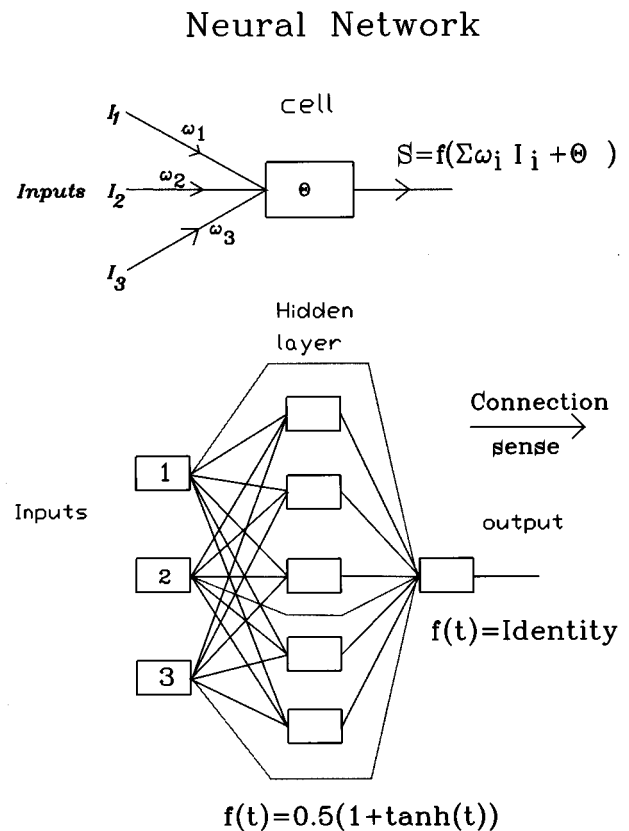 Neural Network
cell
I1
ω1
S=f(Σωi Ii +Θ )
Inputs I2
ω2
Θ
ω3
I3
Hidden
layer
Connection
sense
1
Inputs
output
2
f(t)=Identity
3
f(t)=0.5(1+tanh(t))